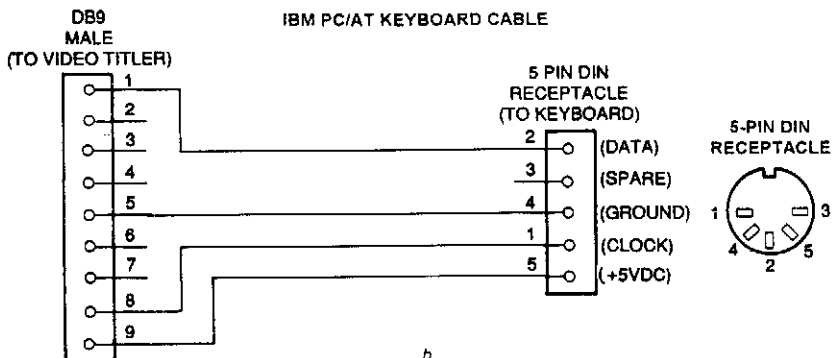 DB9
MALE
(TO VIDEO TITLER)
IBM PC/AT KEYBOARD CABLE
1
2
3
4
5
6
7
8
9
5 PIN DIN
RECEPTACLE
(TO KEYBOARD)
2 (DATA)
3 (SPARE)
4 (GROUND)
1 (CLOCK)
5 (+5VDC)
5-PIN DIN
RECEPTACLE
1 3
4 5
2
b